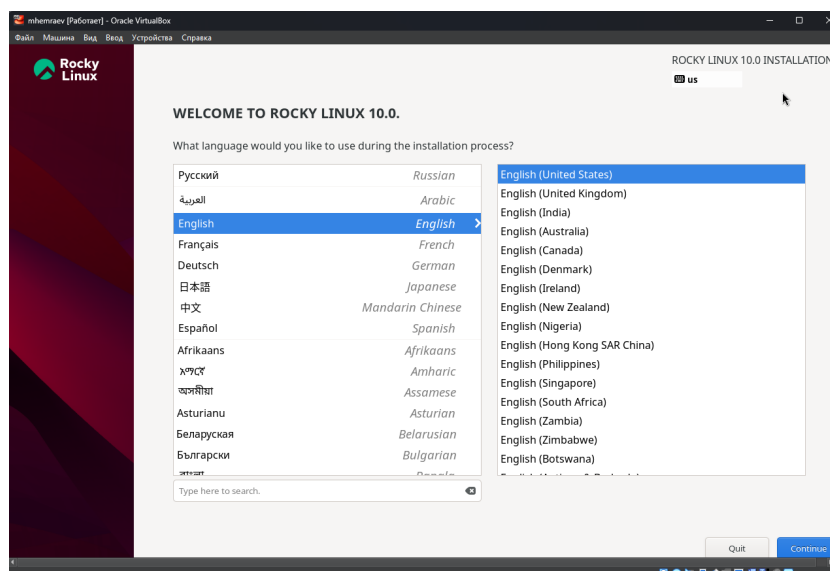 mhemraev [Работает] - Oracle VirtualBox
Файл Машина Вид Ввод Устройства Справка
Rocky
Linux
ROCKY LINUX 10.0 INSTALLATION
us
WELCOME TO ROCKY LINUX 10.0.
What language would you like to use during the installation process?
Русский Russian
العربية Arabic
English English
Français French
Deutsch German
日本語 Japanese
中文 Mandarin Chinese
Español Spanish
Afrikaans Afrikaans
አማርኛ Amharic
অসমীয়া Assamese
Asturianu Asturian
Беларуская Belarusian
Български Bulgarian
English (United States)
English (United Kingdom)
English (India)
English (Australia)
English (Canada)
English (Denmark)
English (Ireland)
English (New Zealand)
English (Nigeria)
English (Hong Kong SAR China)
English (Philippines)
English (Singapore)
English (South Africa)
English (Zambia)
English (Zimbabwe)
English (Botswana)
Type here to search.
Quit
Continue